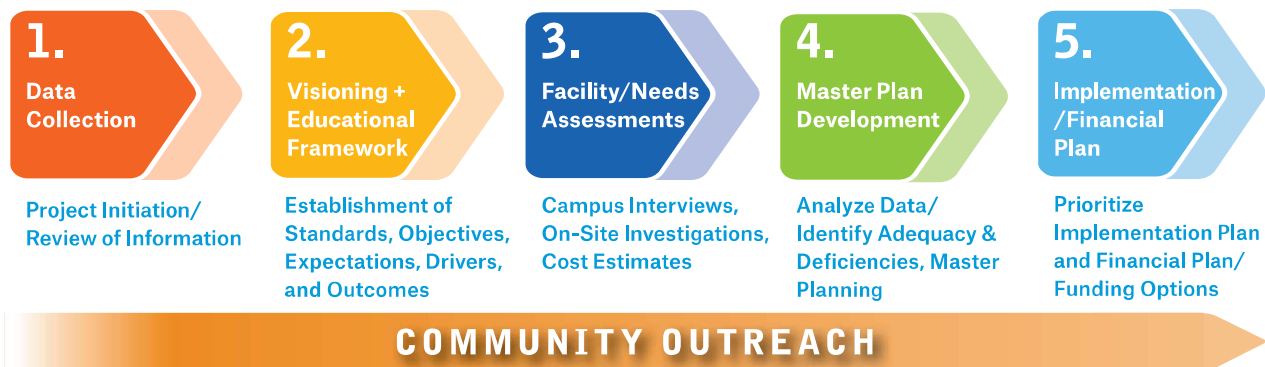 1.
Data
Collection
Project Initiation/
Review of Information
2.
Visioning +
Educational
Framework
Establishment of
Standards, Objectives,
Expectations, Drivers,
and Outcomes
3.
Facility/Needs
Assessments
Campus Interviews,
On-Site Investigations,
Cost Estimates
4.
Master Plan
Development
Analyze Data/
Identify Adequacy &
Deficiencies, Master
Planning
5.
Implementation
/Financial
Plan
Prioritize
Implementation Plan
and Financial Plan/
Funding Options
COMMUNITY OUTREACH